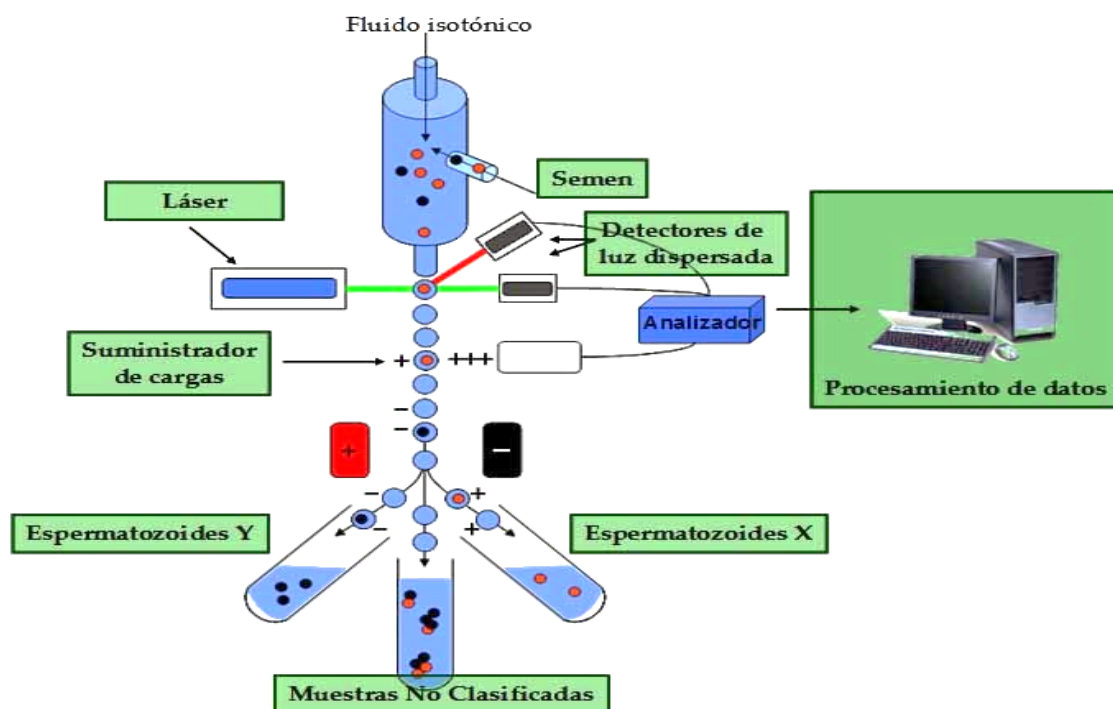 Fluido isotónico
Semen
Láser
Detectores de
luz dispersada
Analizador
Suministrador
de cargas
+
+++
Procesamiento de datos
−
−
+
−
−
+
−
+
Espermatozoides Y
Espermatozoides X
Muestras No Clasificadas